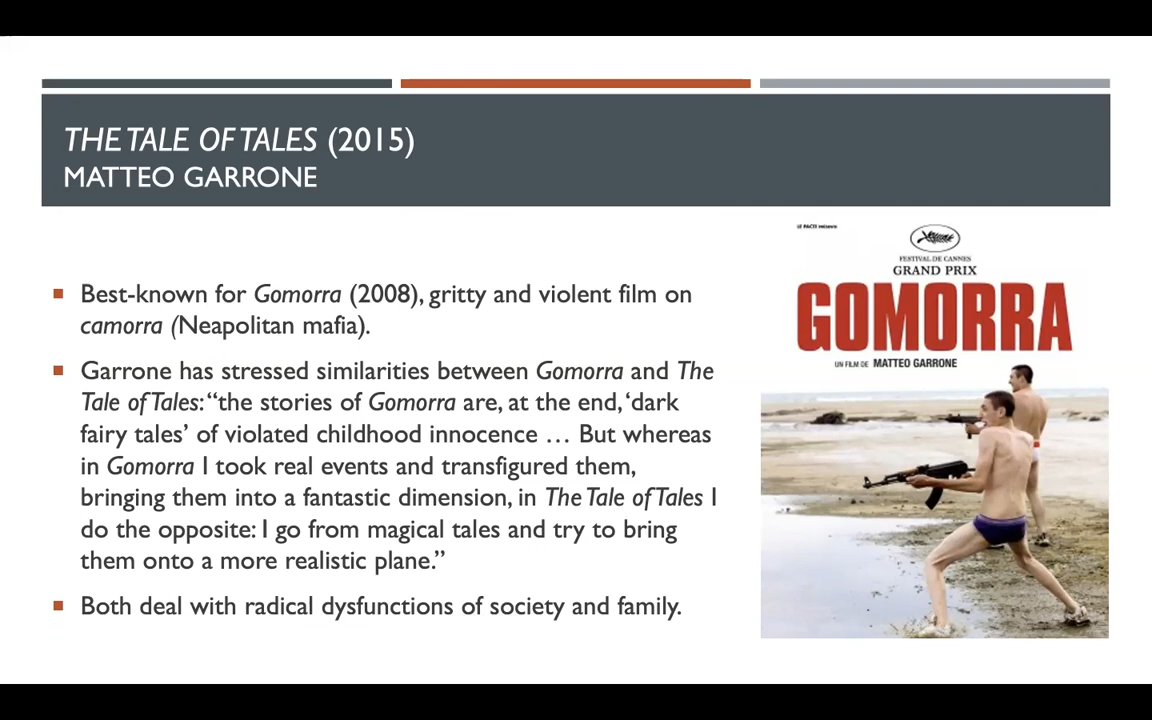 THE TALE OF TALES (2015)
MATTEO GARRONE
Best-known for Gomorra (2008), gritty and violent film on
camorra (Neapolitan mafia).
Garrone has stressed similarities between Gomorra and The
Tale of Tales: “the stories of Gomorra are, at the end, ‘dark
fairy tales’ of violated childhood innocence … But whereas
in Gomorra I took real events and transfigured them,
bringing them into a fantastic dimension, in The Tale of Tales I
do the opposite: I go from magical tales and try to bring
them onto a more realistic plane.”
Both deal with radical dysfunctions of society and family.
LE PACTE présente
FESTIVAL DE CANNES
GRAND PRIX
GOMORRA
UN FILM DE MATTEO GARRONE